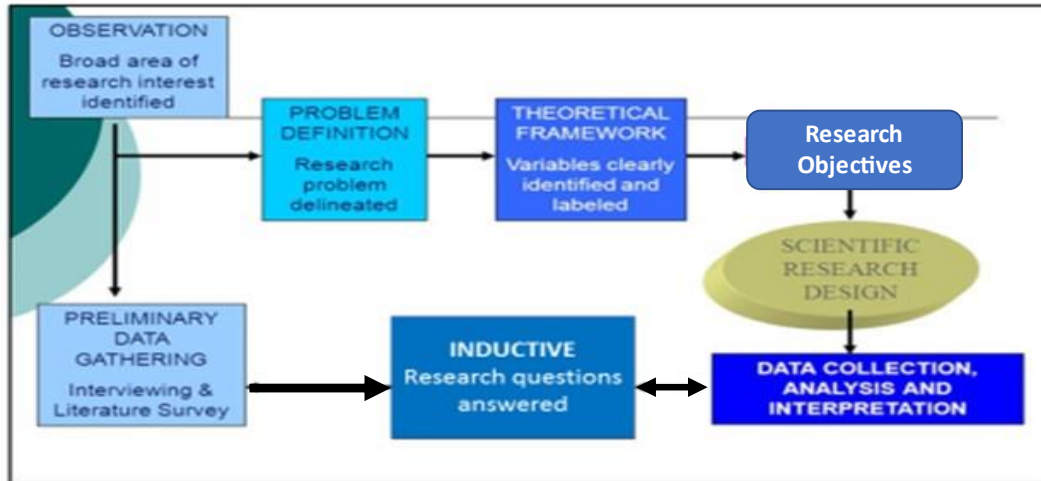 OBSERVATION
Broad area of
research interest
identified
PROBLEM
DEFINITION
Research
problem
delineated
THEORETICAL
FRAMEWORK
Variables clearly
identified and
labeled
Research
Objectives
SCIENTIFIC
RESEARCH
DESIGN
PRELIMINARY
DATA
GATHERING
Interviewing &
Literature Survey
INDUCTIVE
Research questions
answered
DATA COLLECTION,
ANALYSIS AND
INTERPRETATION